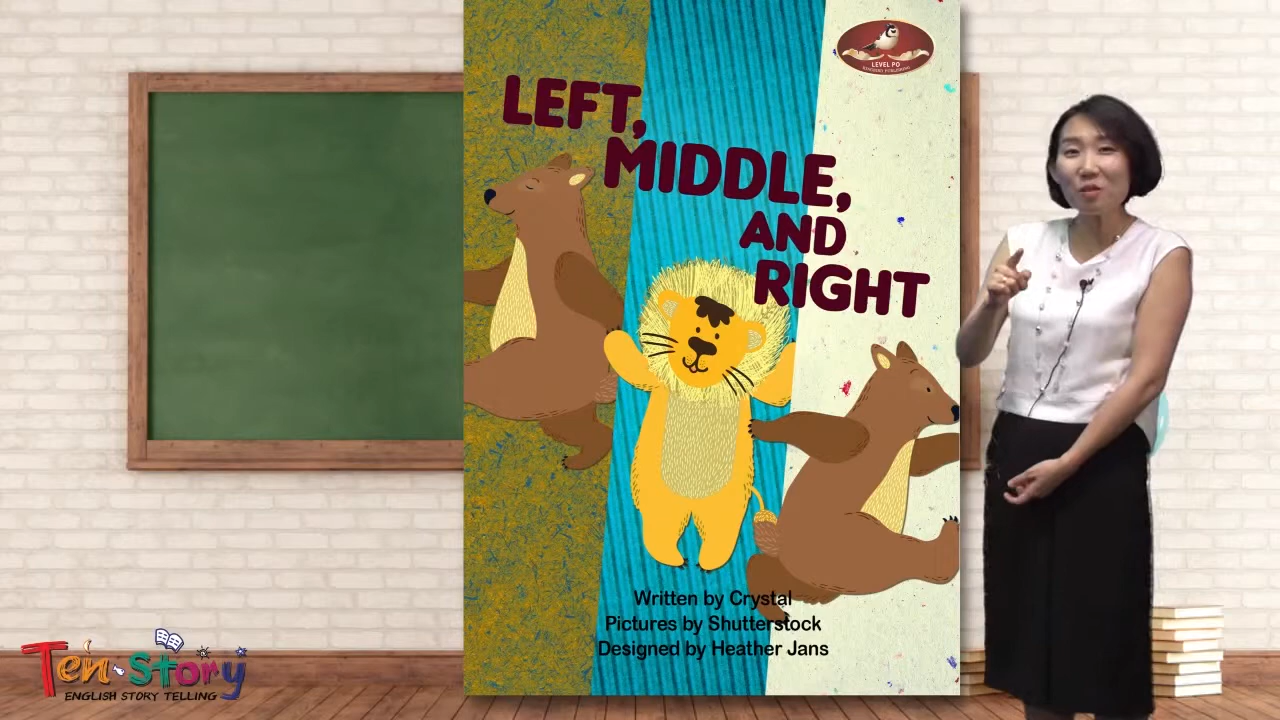 LEVEL PG
LEFT,
MIDDLE,
AND
RIGHT
Written by Crystal
Pictures by Shutterstock
Designed by Heather Jans
Ten-Story
ENGLISH STORY TELLING